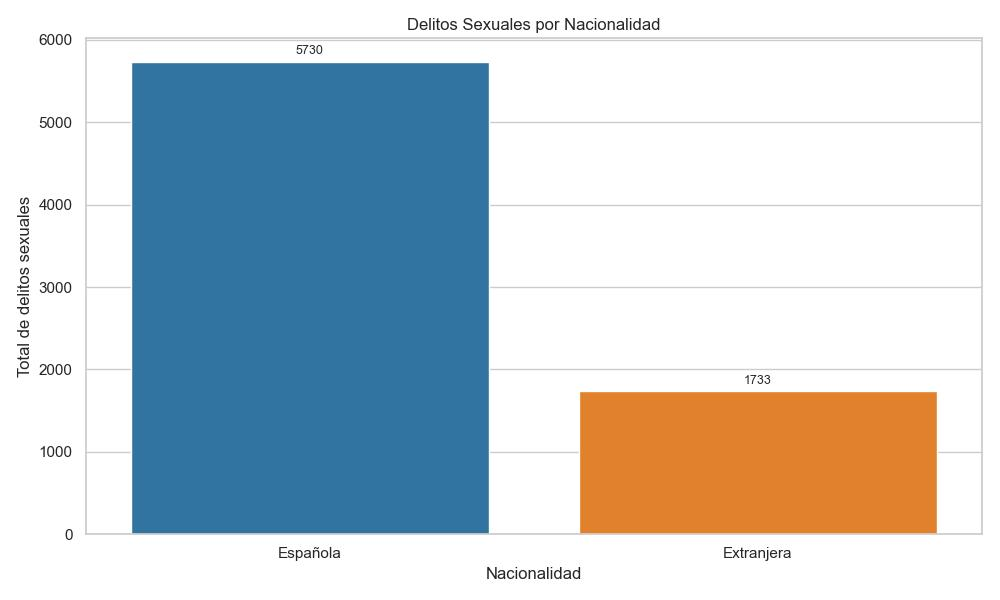 Delitos Sexuales por Nacionalidad
6000
5000
4000
3000
2000
1000
0
Total de delitos sexuales
5730
1733
Española
Extranjera
Nacionalidad